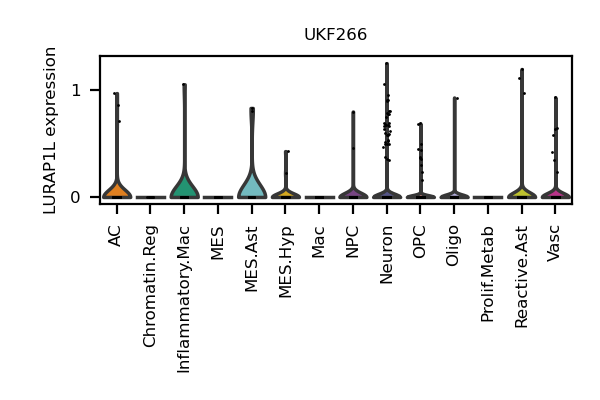 UKF266
LURAP1L expression
1
0
AC
Chromatin.Reg
Inflammatory.Mac
MES
MES.Ast
MES.Hyp
Mac
NPC
Neuron
OPC
Oligo
Prolif.Metab
Reactive.Ast
Vasc